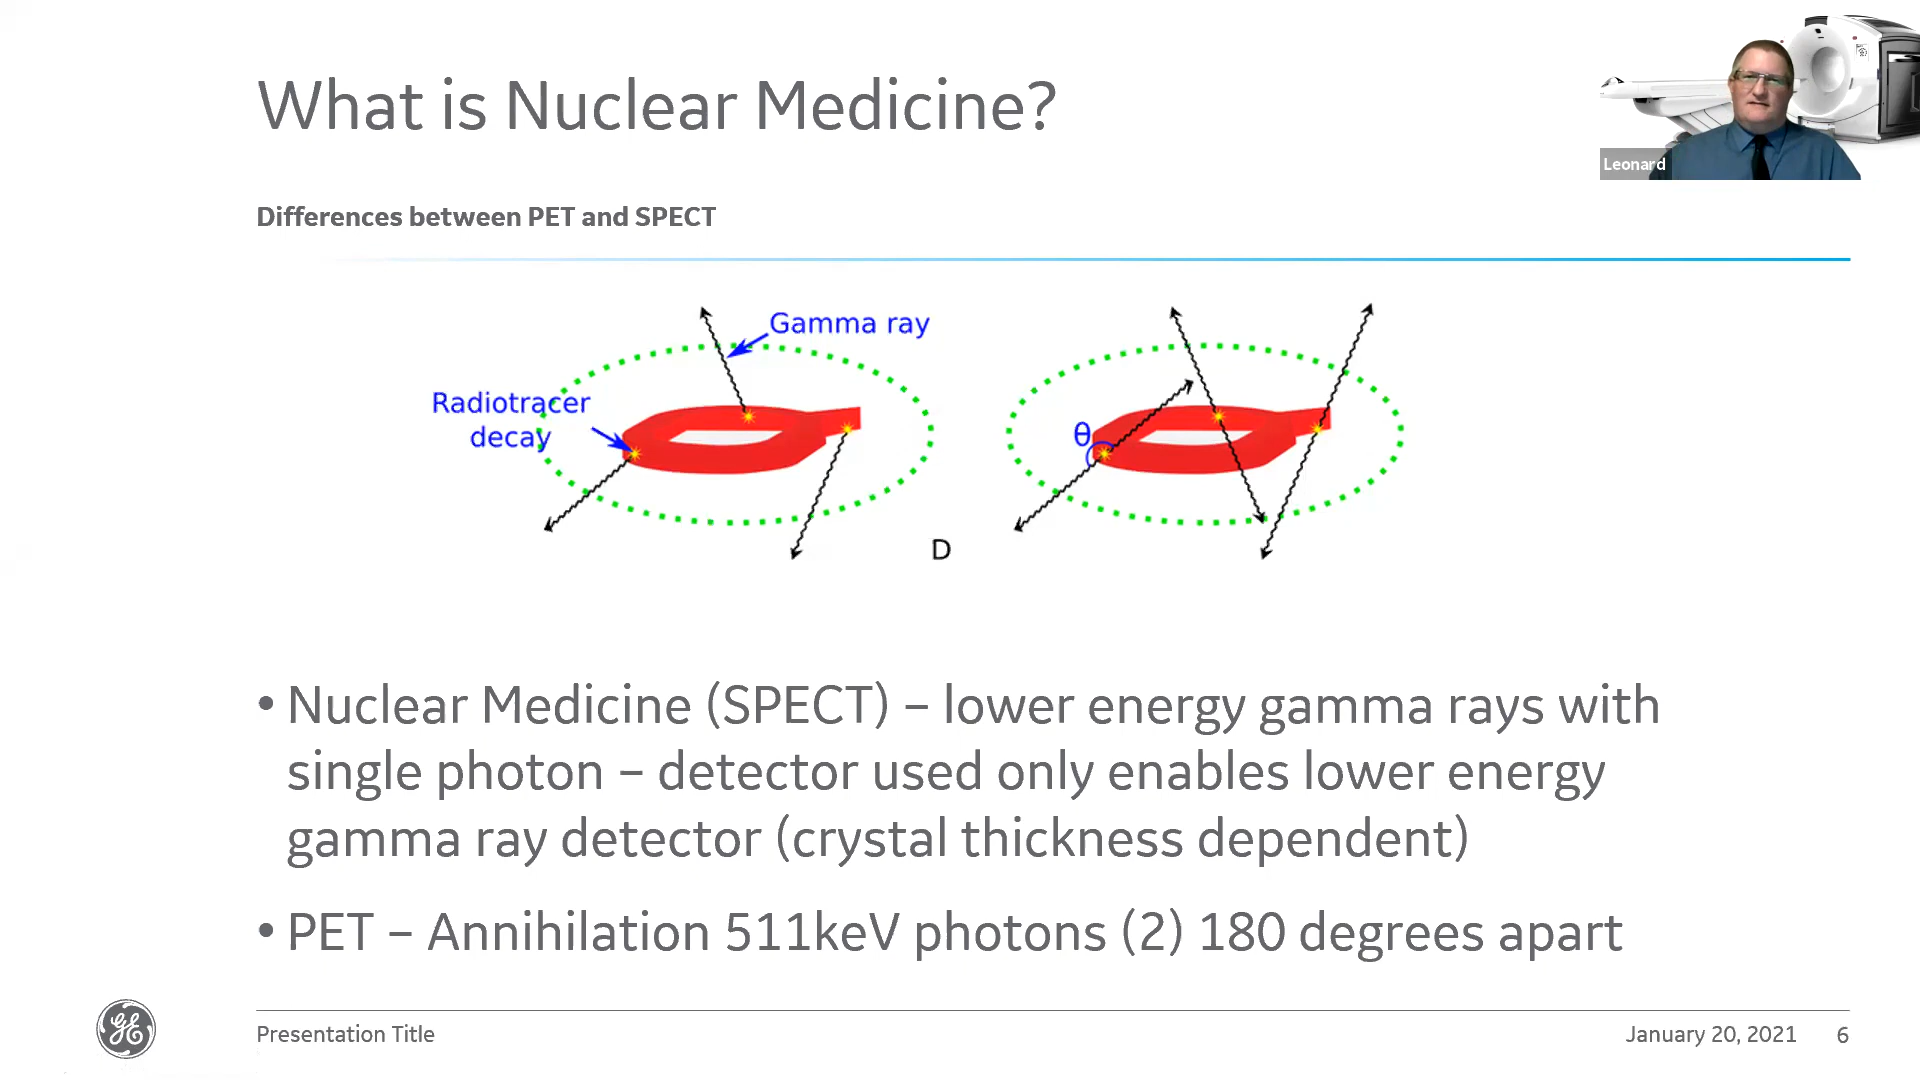 What is Nuclear Medicine?
Leonard
Differences between PET and SPECT
Gamma ray
Radiotracer
decay
θ
D
• Nuclear Medicine (SPECT) – lower energy gamma rays with
single photon – detector used only enables lower energy
gamma ray detector (crystal thickness dependent)
• PET – Annihilation 511keV photons (2) 180 degrees apart
GE
Presentation Title
January 20, 2021
6